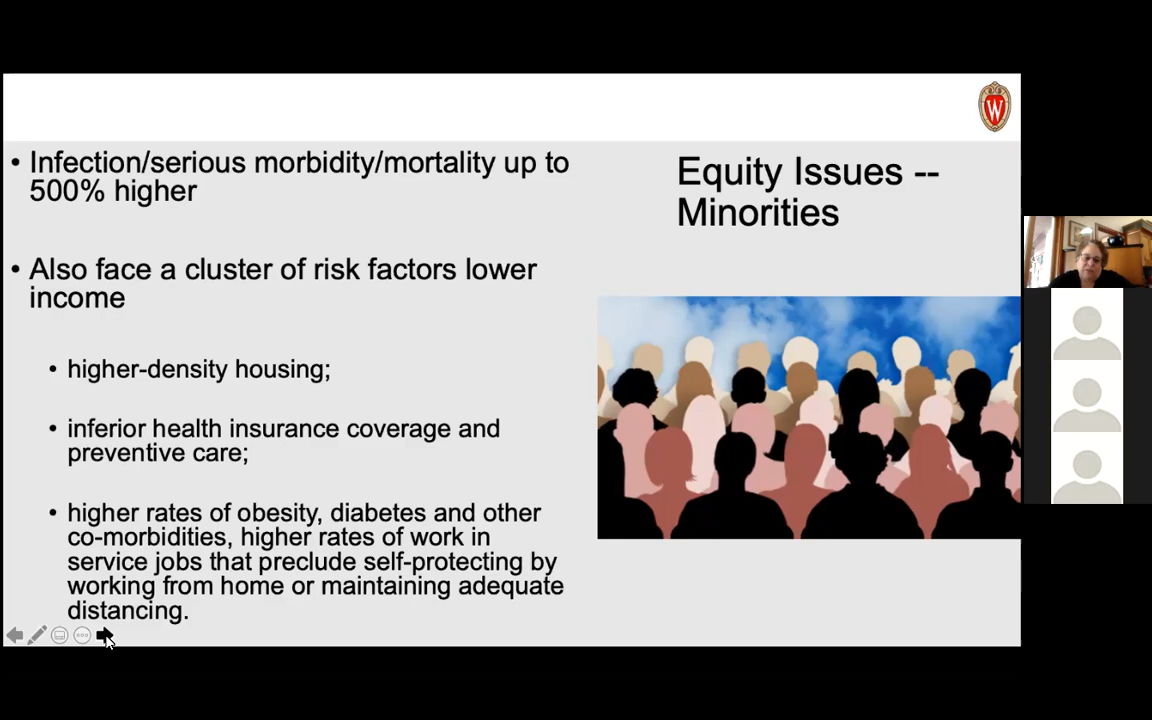 • Infection/serious morbidity/mortality up to
500% higher
• Also face a cluster of risk factors lower
income
• higher-density housing;
• inferior health insurance coverage and
preventive care;
• higher rates of obesity, diabetes and other
co-morbidities, higher rates of work in
service jobs that preclude self-protecting by
working from home or maintaining adequate
distancing.
Equity Issues --
Minorities
W